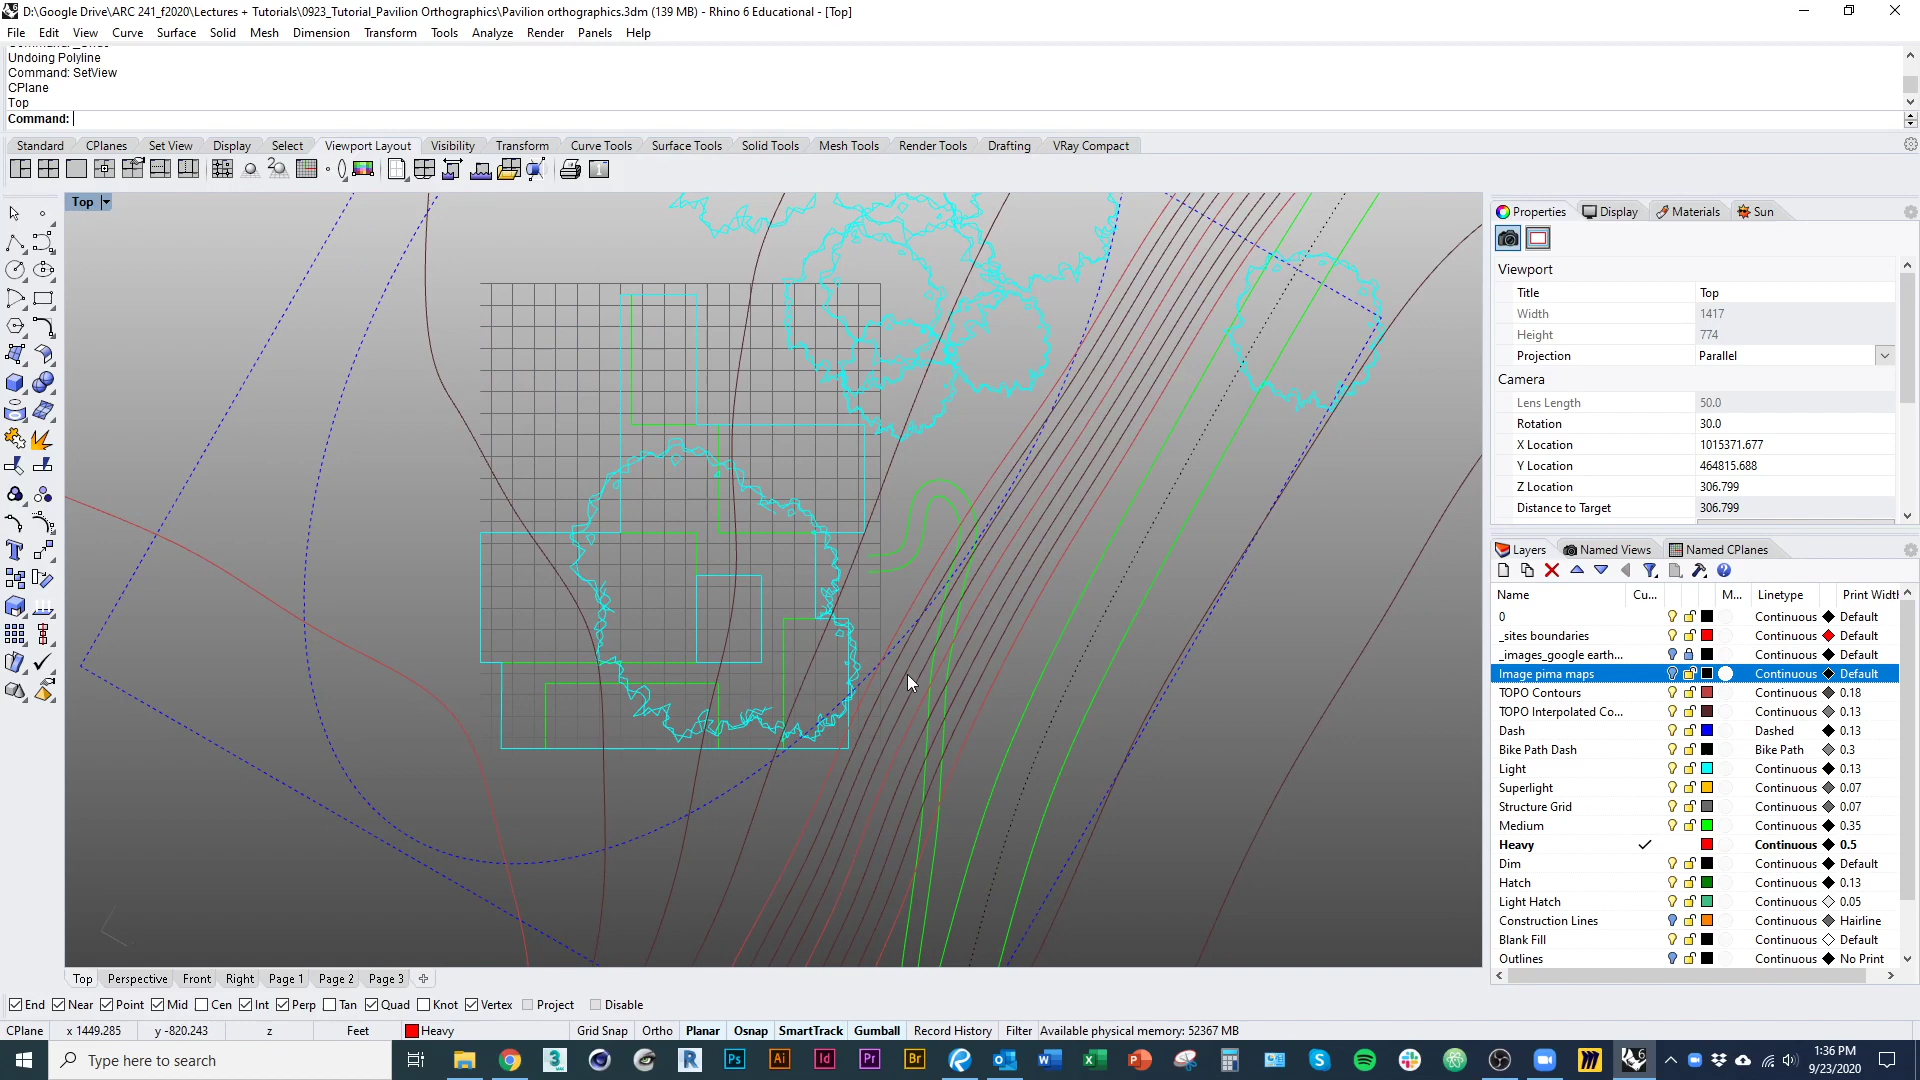 D:\Google Drive\ARC 241_f2020\Lectures + Tutorials\0923_Tutorial_Pavilion Orthographics\Pavilion orthographics.3dm (139 MB) - Rhino 6 Educational - [Top]
File Edit View Curve Surface Solid Mesh Dimension Transform Tools Analyze Render Panels Help
Undoing Polyline
Command: SetView
CPlane
Top
Command:
Standard CPlanes Set View Display Select Viewport Layout Visibility Transform Curve Tools Surface Tools Solid Tools Mesh Tools Render Tools Drafting VRay Compact
Top
Properties Display Materials Sun
Viewport
Title Top
Width 1417
Height 774
Projection Parallel
Camera
Lens Length 50.0
Rotation 30.0
X Location 1015371.677
Y Location 464815.688
Z Location 306.799
Distance to Target 306.799
Layers Named Views Named CPlanes
Name Cu... M... Linetype Print Width
0 Continuous Default
_sites boundaries Continuous Default
_images_google earth... Continuous Default
Image pima maps Continuous Default
TOPO Contours Continuous 0.18
TOPO Interpolated Co... Continuous 0.13
Dash Dashed 0.13
Bike Path Dash Bike Path 0.3
Light Continuous 0.13
Superlight Continuous 0.07
Structure Grid Continuous 0.07
Medium Continuous 0.35
Heavy Continuous 0.5
Dim Continuous Default
Hatch Continuous 0.13
Light Hatch Continuous 0.05
Construction Lines Continuous Hairline
Blank Fill Continuous Default
Outlines Continuous No Print
Top Perspective Front Right Page 1 Page 2 Page 3
End Near Point Mid Cen Int Perp Tan Quad Knot Vertex Project Disable
CPlane x 1449.285 y -820.243 z Feet Heavy Grid Snap Ortho Planar Osnap SmartTrack Gumball Record History Filter Available physical memory: 52367 MB
Type here to search
1:36 PM
9/23/2020